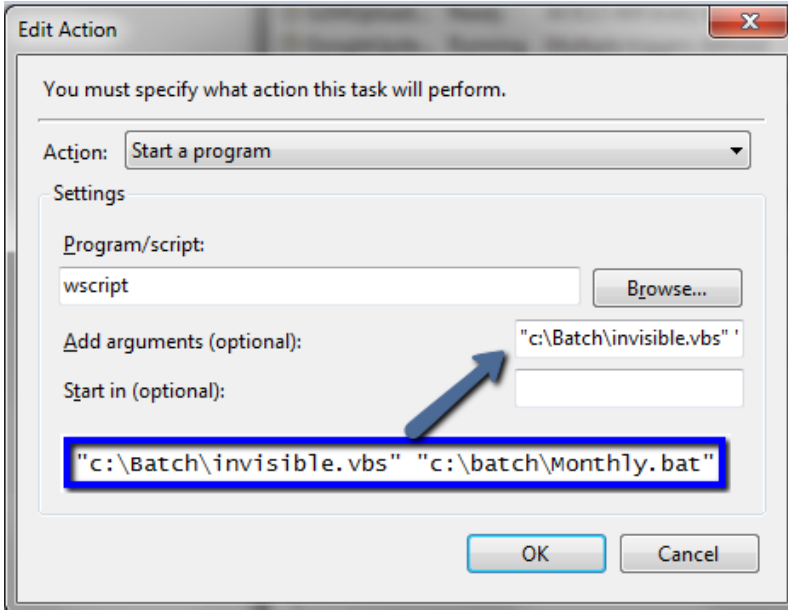 Edit Action
You must specify what action this task will perform.
Action: Start a program
Settings
Program/script:
wscript Browse...
Add arguments (optional): "c:\Batch\invisible.vbs" '
Start in (optional):
"c:\Batch\invisible.vbs" "c:\batch\Monthly.bat"
OK Cancel